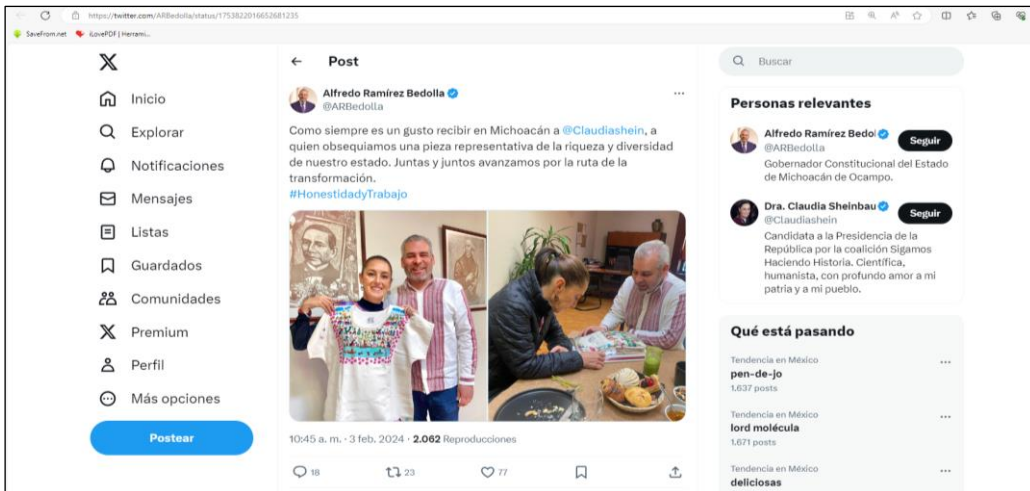 https://twitter.com/ARBedolla/status/1753822016652681235
SaveFrom.net
iLovePDF | Herrami...
Inicio
Explorar
Notificaciones
Mensajes
Listas
Guardados
Comunidades
Premium
Perfil
Más opciones
Postear
Post
Alfredo Ramírez Bedolla
@ARBedolla
Como siempre es un gusto recibir en Michoacán a @Claudiashein, a
quien obsequiamos una pieza representativa de la riqueza y diversidad
de nuestro estado. Juntas y juntos avanzamos por la ruta de la
transformación.
#HonestidadyTrabajo
10:45 a. m. · 3 feb. 2024 · 2.062 Reproducciones
18 23 77
Buscar
Personas relevantes
Alfredo Ramírez Bedol
Seguir
@ARBedolla
Gobernador Constitucional del Estado
de Michoacán de Ocampo.
Dra. Claudia Sheinbau
Seguir
@Claudiashein
Candidata a la Presidencia de la
República por la coalición Sigamos
Haciendo Historia. Científica,
humanista, con profundo amor a mi
patria y a mi pueblo.
Qué está pasando
Tendencia en México
pen-de-jo
1.637 posts
Tendencia en México
lord molécula
1.671 posts
Tendencia en México
deliciosas